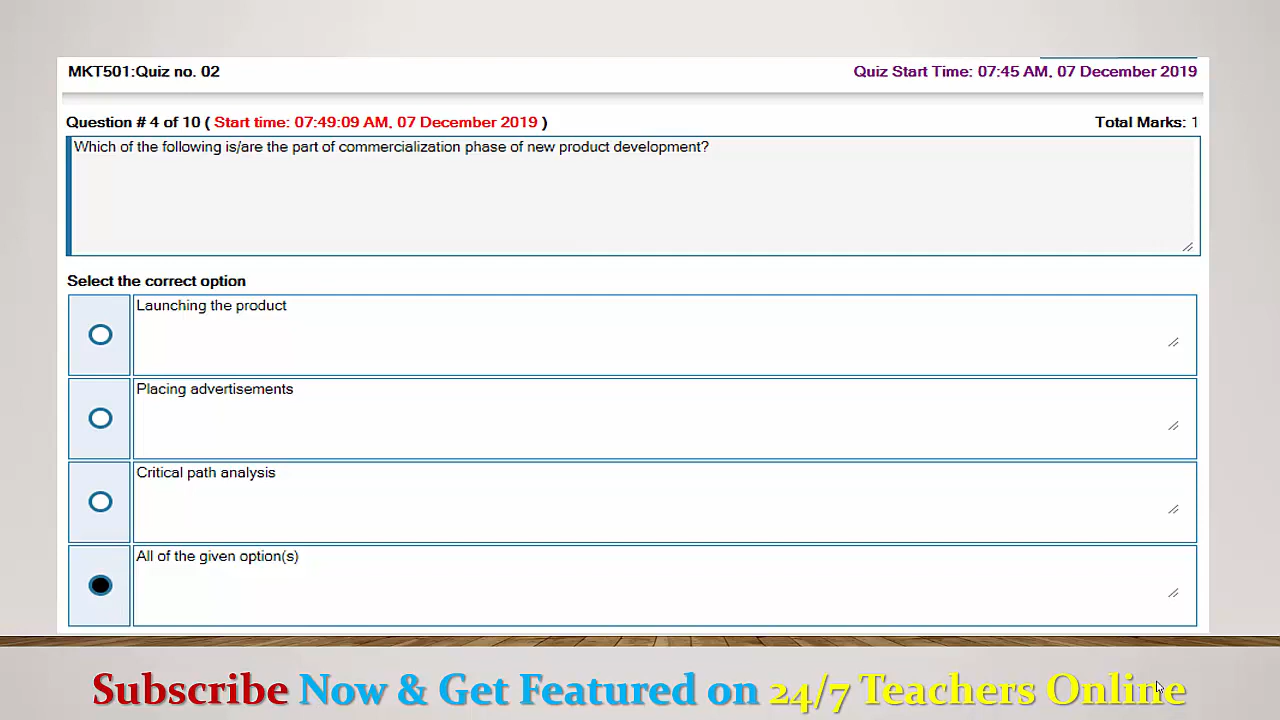 MKT501:Quiz no. 02
Quiz Start Time: 07:45 AM, 07 December 2019
Question # 4 of 10 ( Start time: 07:49:09 AM, 07 December 2019 )
Total Marks: 1
Which of the following is/are the part of commercialization phase of new product development?
Select the correct option
Launching the product
Placing advertisements
Critical path analysis
All of the given option(s)
Subscribe Now & Get Featured on 24/7 Teachers Online